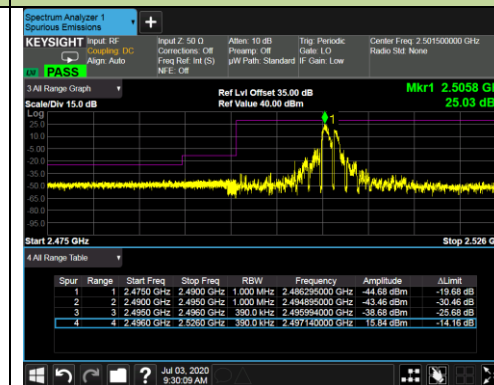 Spectrum Analyzer 1
Spurious Emissions
+
KEYSIGHT Input: RF Input Z: 50 Ω Atten: 10 dB Trig: Periodic Center Freq: 2.501500000 GHz
Coupling: DC Corrections: Off Preamp: Off Gate: LO Radio Std: None
Align: Auto Freq Ref: Int (S) µW Path: Standard IF Gain: Low
NFE: Off
LW PASS
3 All Range Graph Ref Lvl Offset 35.00 dB Mkr1 2.5058 G
Scale/Div 15.0 dB Ref Value 40.00 dBm 25.03 dB
Log
25.0
10.0
-5.00
-20.0
-35.0
-50.0
-65.0
-80.0
-95.0
1
Start 2.475 GHz Stop 2.526 G
4 All Range Table
Spur Range Start Freq Stop Freq RBW Frequency Amplitude ΔLimit
1 1 2.4750 GHz 2.4900 GHz 1.000 MHz 2.486295000 GHz -44.68 dBm -19.68 dB
2 2 2.4900 GHz 2.4950 GHz 1.000 MHz 2.494895000 GHz -43.46 dBm -30.46 dB
3 3 2.4950 GHz 2.4960 GHz 390.0 kHz 2.495994000 GHz -38.68 dBm -25.68 dB
4 4 2.4960 GHz 2.5260 GHz 390.0 kHz 2.497140000 GHz 15.84 dBm -14.16 dB
? Jul 03, 2020
9:30:09 AM